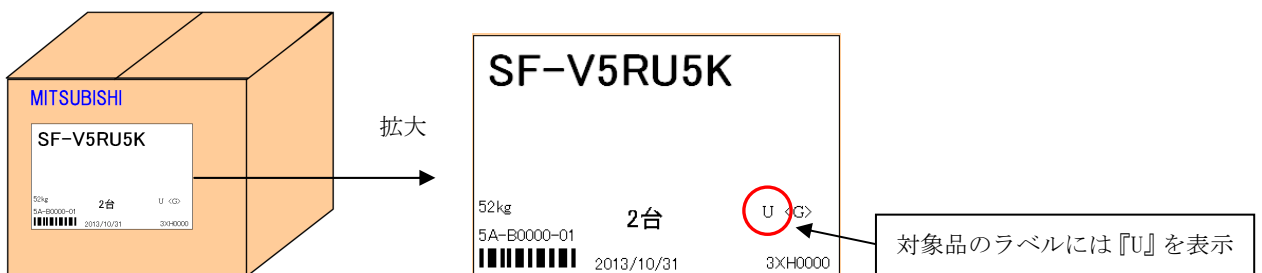 MITSUBISHI
SF-V5RU5K
52kg
2台
U <G>
5A-B0000-01
2013/10/31
3XH0000
拡大
SF-V5RU5K
52kg
2台
U <G>
5A-B0000-01
2013/10/31
3XH0000
対象品のラベルには『U』を表示